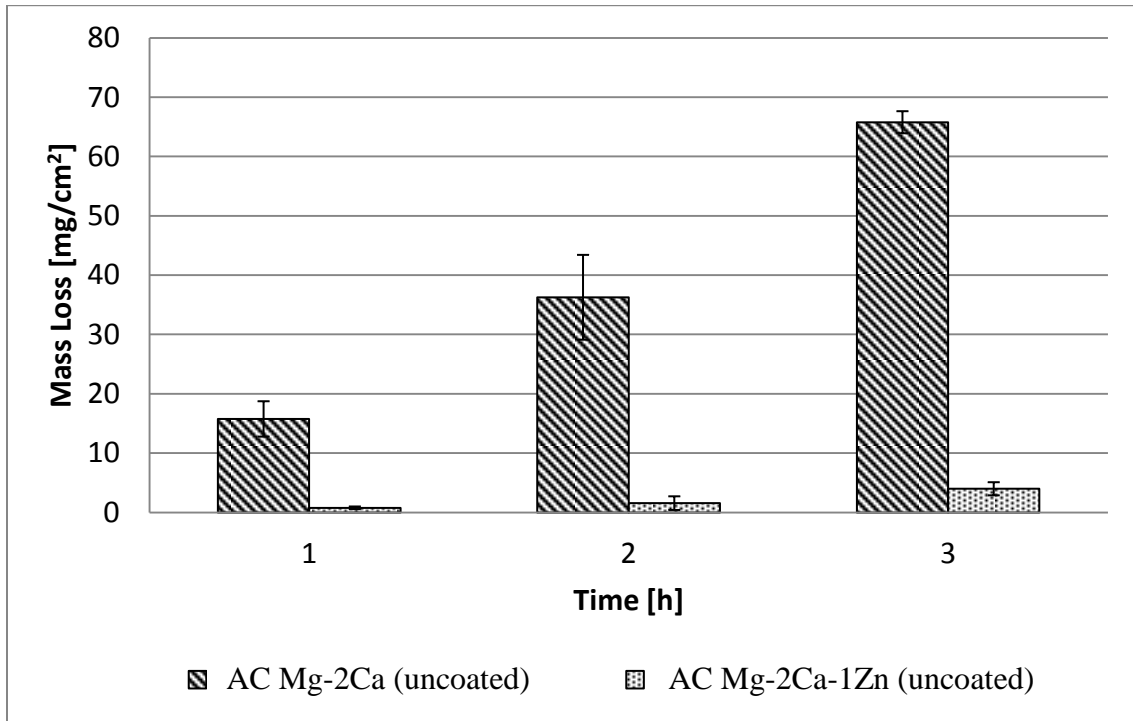 80
70
60
50
40
30
20
10
0
Mass Loss [mg/cm²]
1 2 3
Time [h]
AC Mg-2Ca (uncoated) AC Mg-2Ca-1Zn (uncoated)